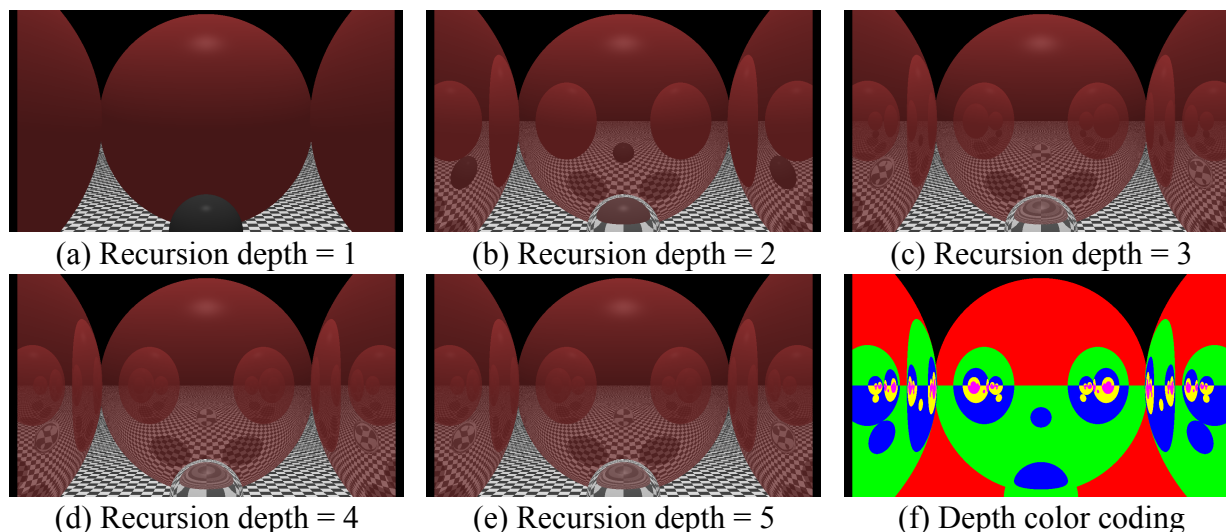 (a) Recursion depth = 1
(b) Recursion depth = 2
(c) Recursion depth = 3
(d) Recursion depth = 4
(e) Recursion depth = 5
(f) Depth color coding